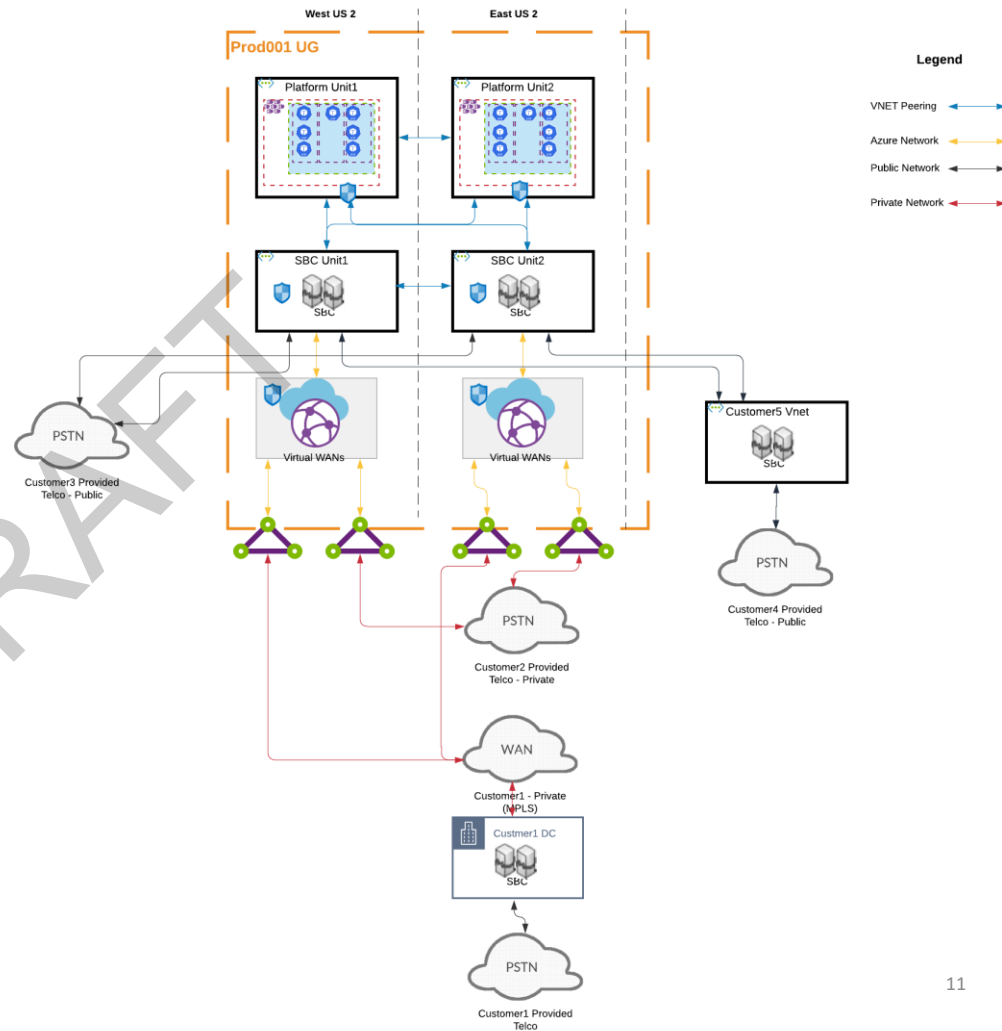 West US 2
East US 2
Prod001 UG
Legend
Platform Unit1
Platform Unit2
VNET Peering
Azure Network
Public Network
Private Network
SBC Unit1
SBC Unit2
SBC
SBC
Customer5 Vnet
SBC
PSTN
Virtual WANs
Virtual WANs
Customer3 Provided
Telco - Public
PSTN
Customer4 Provided
Telco - Public
PSTN
Customer2 Provided
Telco - Private
WAN
Customer1 - Private
(MPLS)
Custmer1 DC
SBC
PSTN
Customer1 Provided
Telco
11
RAFT